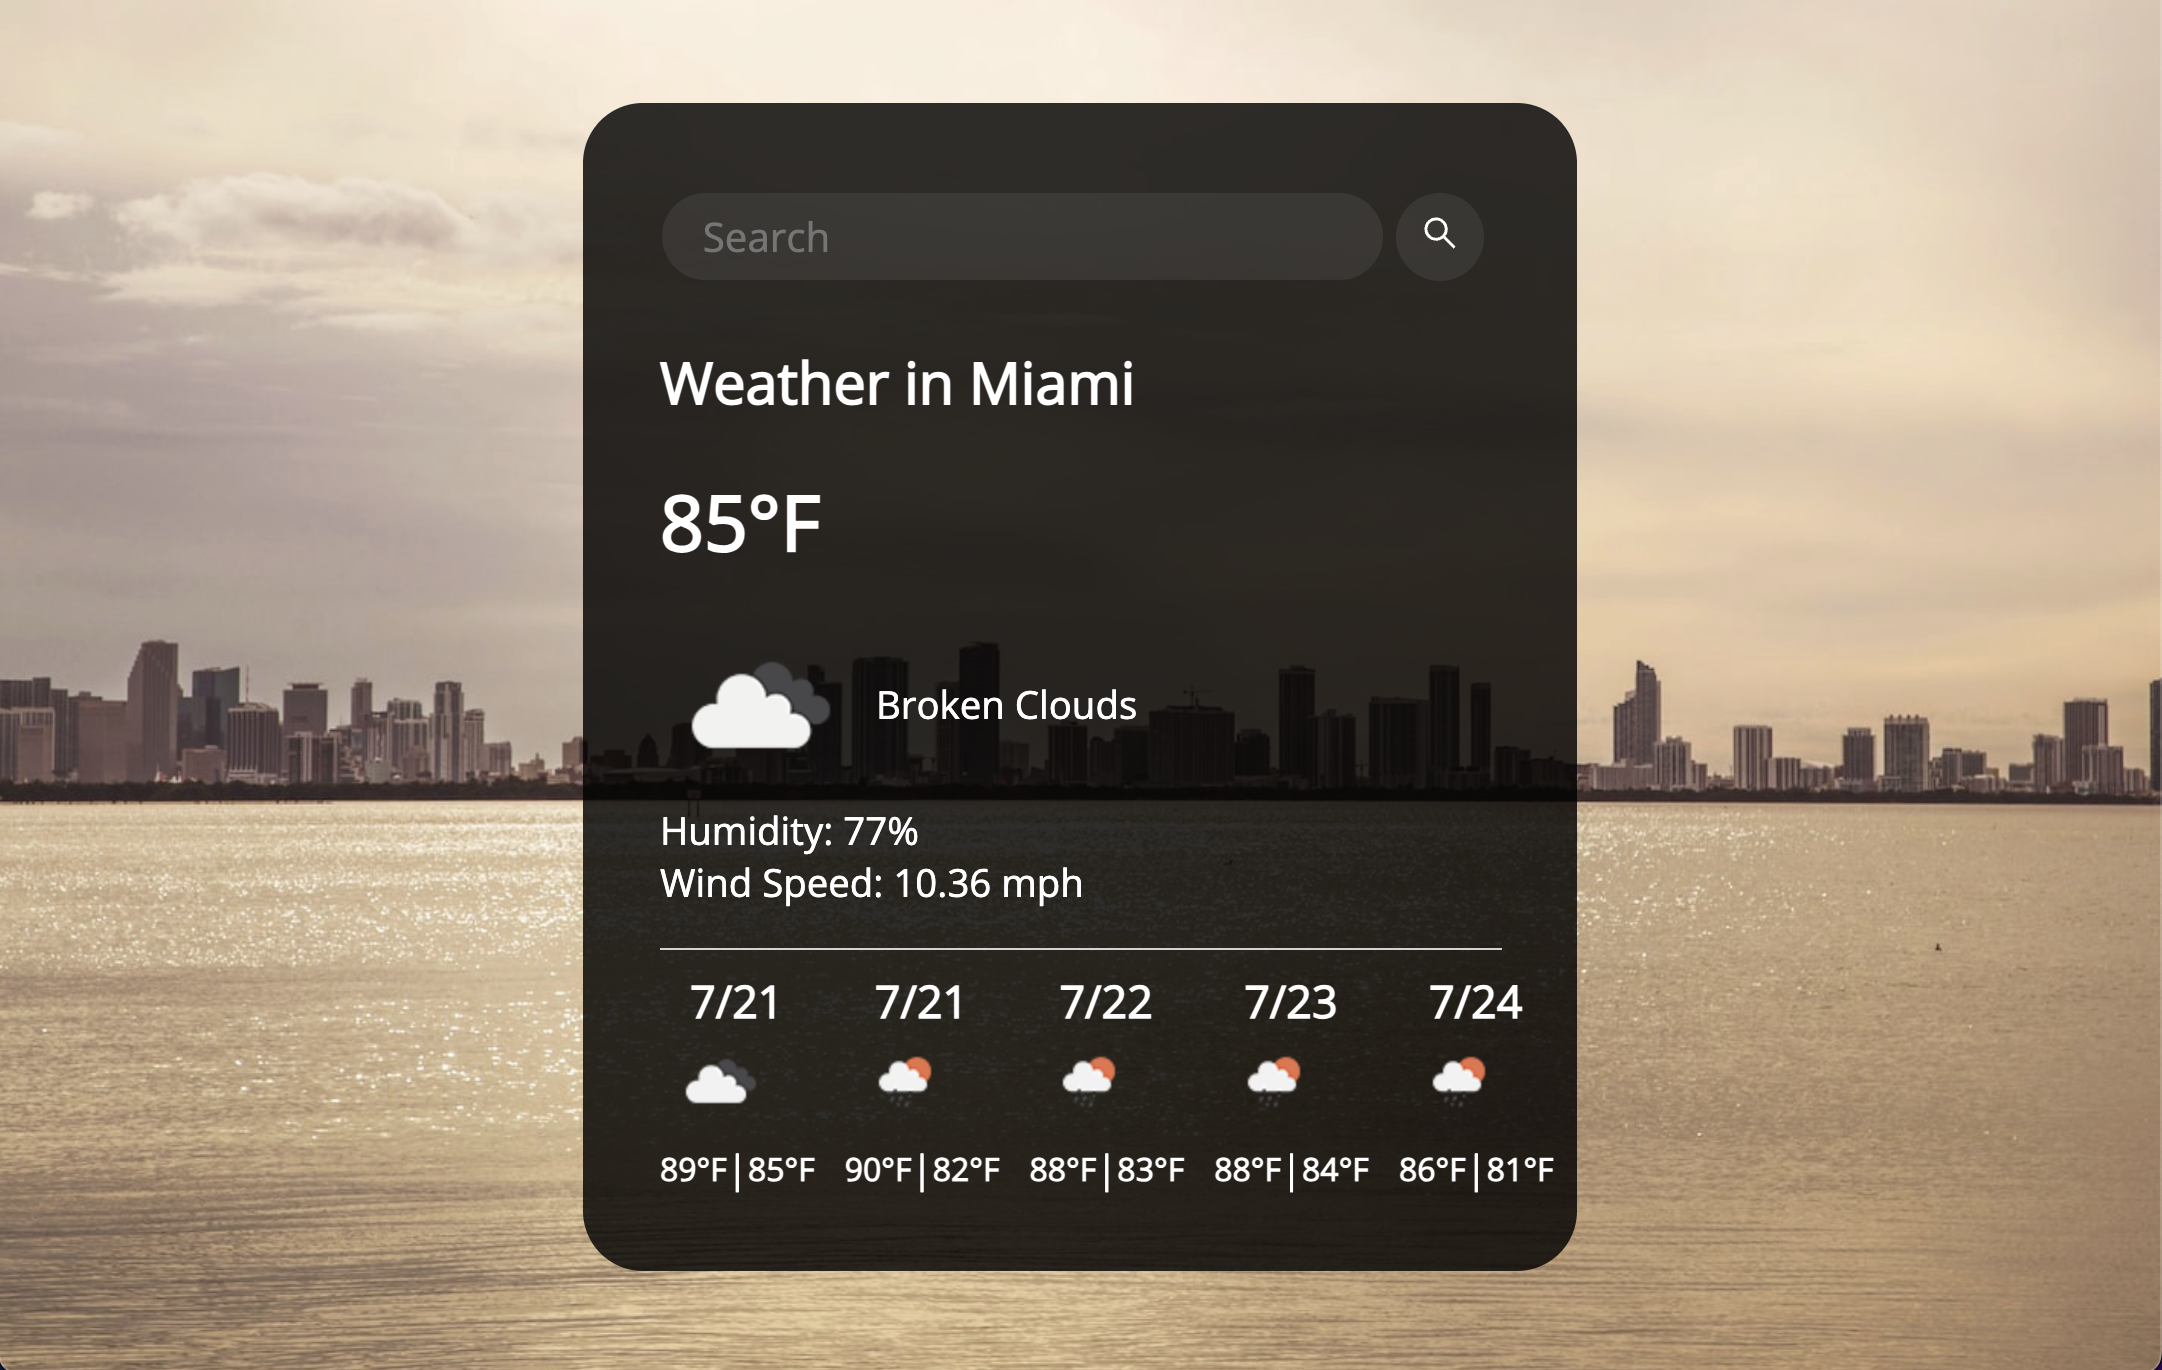 Search
Weather in Miami
85°F
Broken Clouds
Humidity: 77%
Wind Speed: 10.36 mph
7/21 7/21 7/22 7/23 7/24
89°F|85°F 90°F|82°F 88°F|83°F 88°F|84°F 86°F|81°F